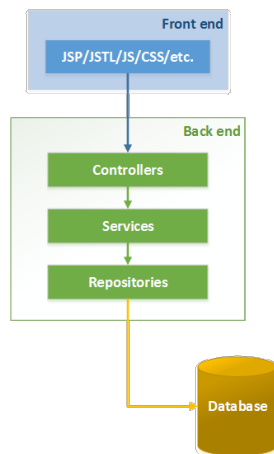 Front end
JSP/JSTL/JS/CSS/etc.
Back end
Controllers
Services
Repositories
Database